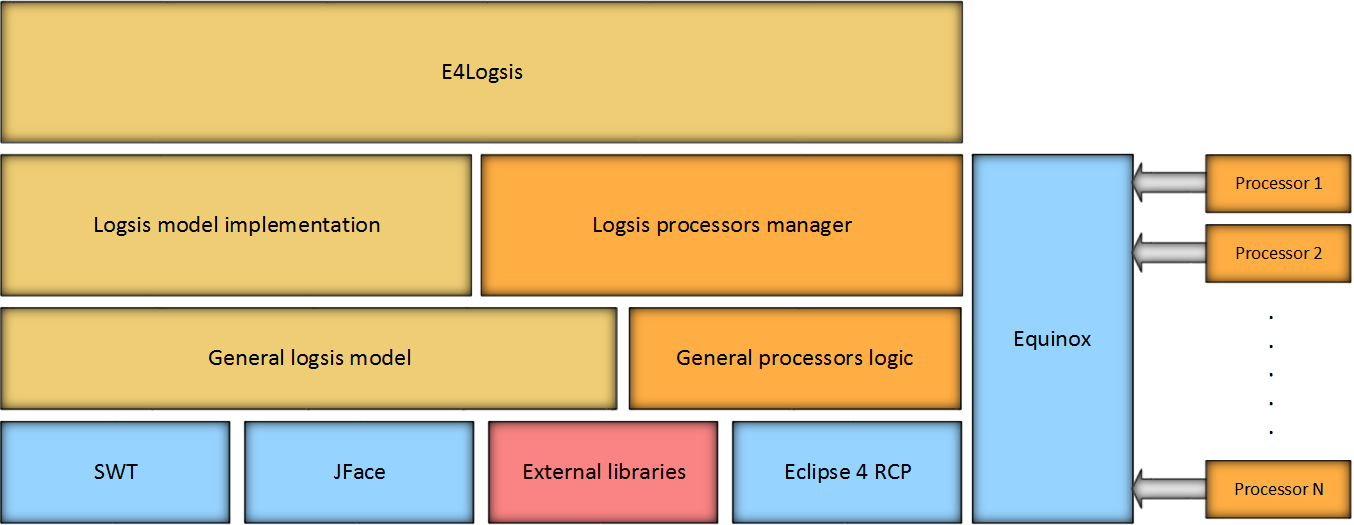 E4Logsis
Logsis model implementation
Logsis processors manager
Processor 1
Processor 2
Equinox
General logsis model
General processors logic
.
.
.
.
.
SWT
JFace
External libraries
Eclipse 4 RCP
Processor N